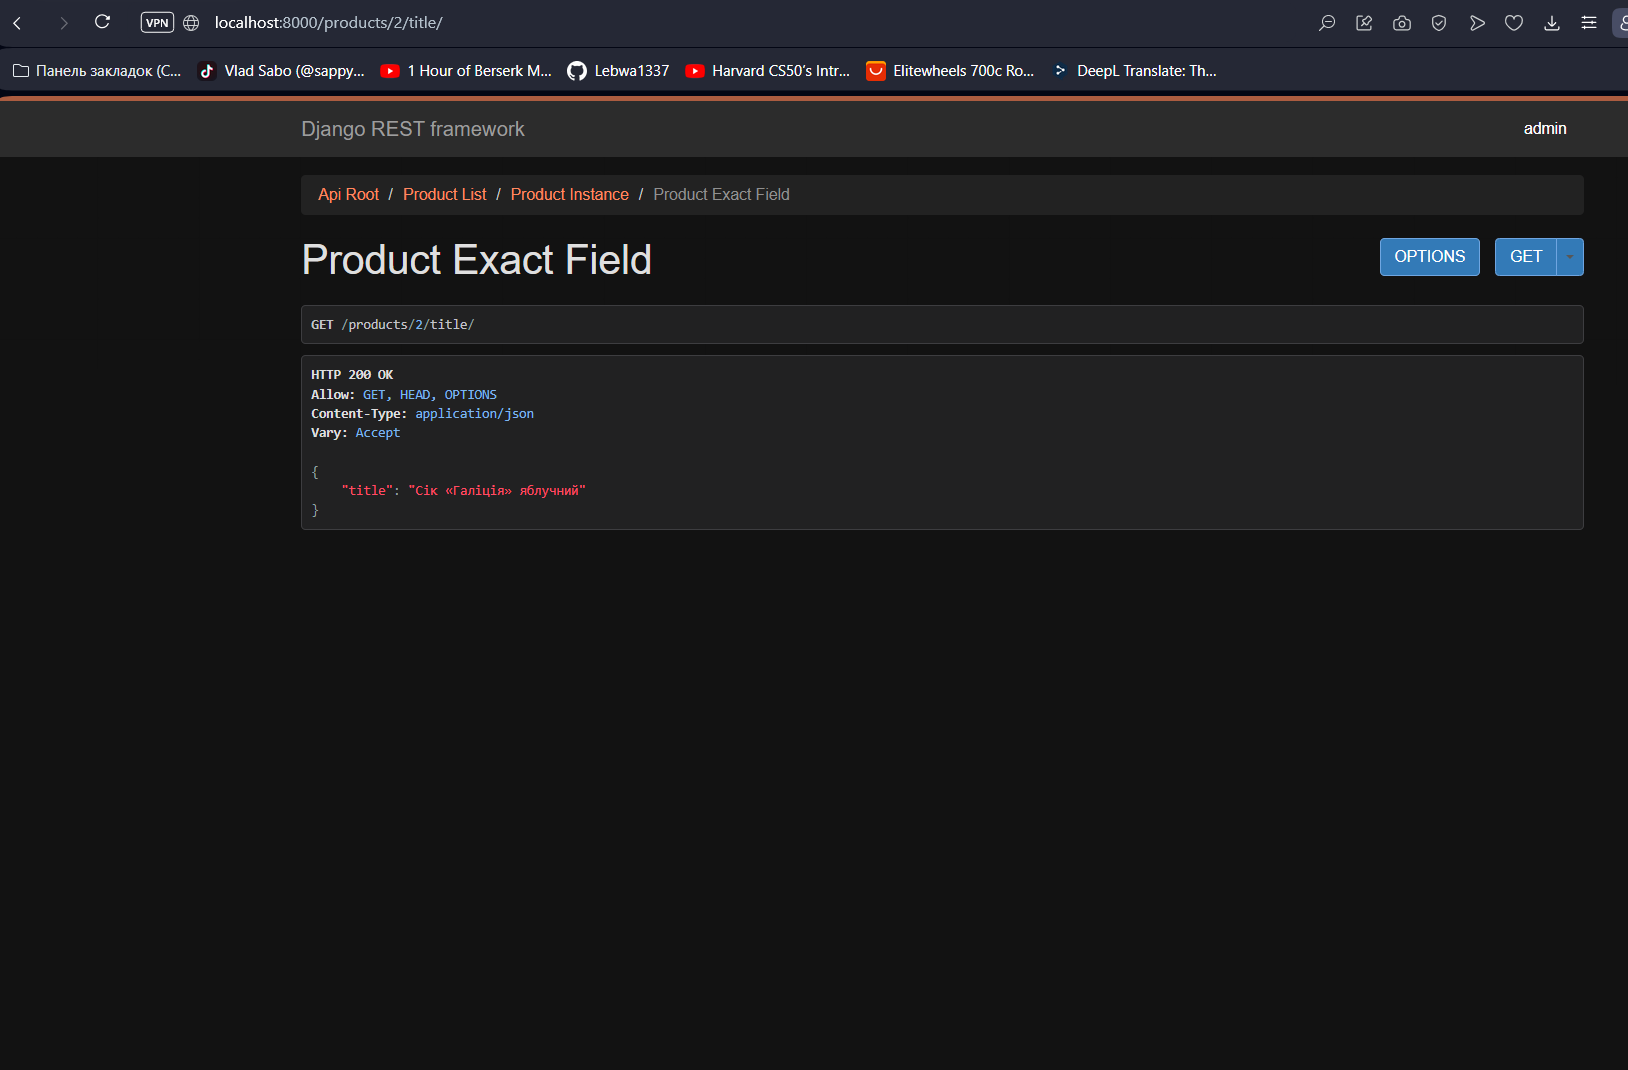 VPN localhost:8000/products/2/title/
Панель закладок (С... Vlad Sabo (@sappy... 1 Hour of Berserk M... Lebwa1337 Harvard CS50's Intr... Elitewheels 700c Ro... DeepL Translate: Th...
Django REST framework admin
Api Root / Product List / Product Instance / Product Exact Field
Product Exact Field OPTIONS GET
GET /products/2/title/
HTTP 200 OK
Allow: GET, HEAD, OPTIONS
Content-Type: application/json
Vary: Accept
{
"title": "Сік «Галіція» яблучний"
}